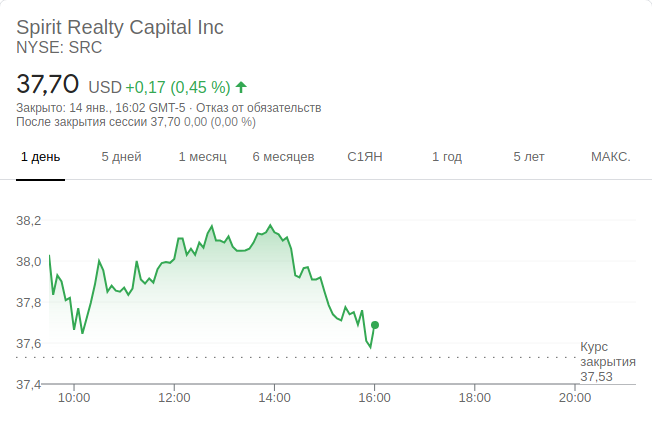 Spirit Realty Capital Inc
NYSE: SRC
37,70 USD +0,17 (0,45 %)
Закрыто: 14 янв., 16:02 GMT-5 · Отказ от обязательств
После закрытия сессии 37,70 0,00 (0,00 %)
1 день 5 дней 1 месяц 6 месяцев С1ЯН 1 год 5 лет МАКС.
38,2
38,0
37,8
37,6
37,4
Курс
закрытия
37,53
10:00 12:00 14:00 16:00 18:00 20:00